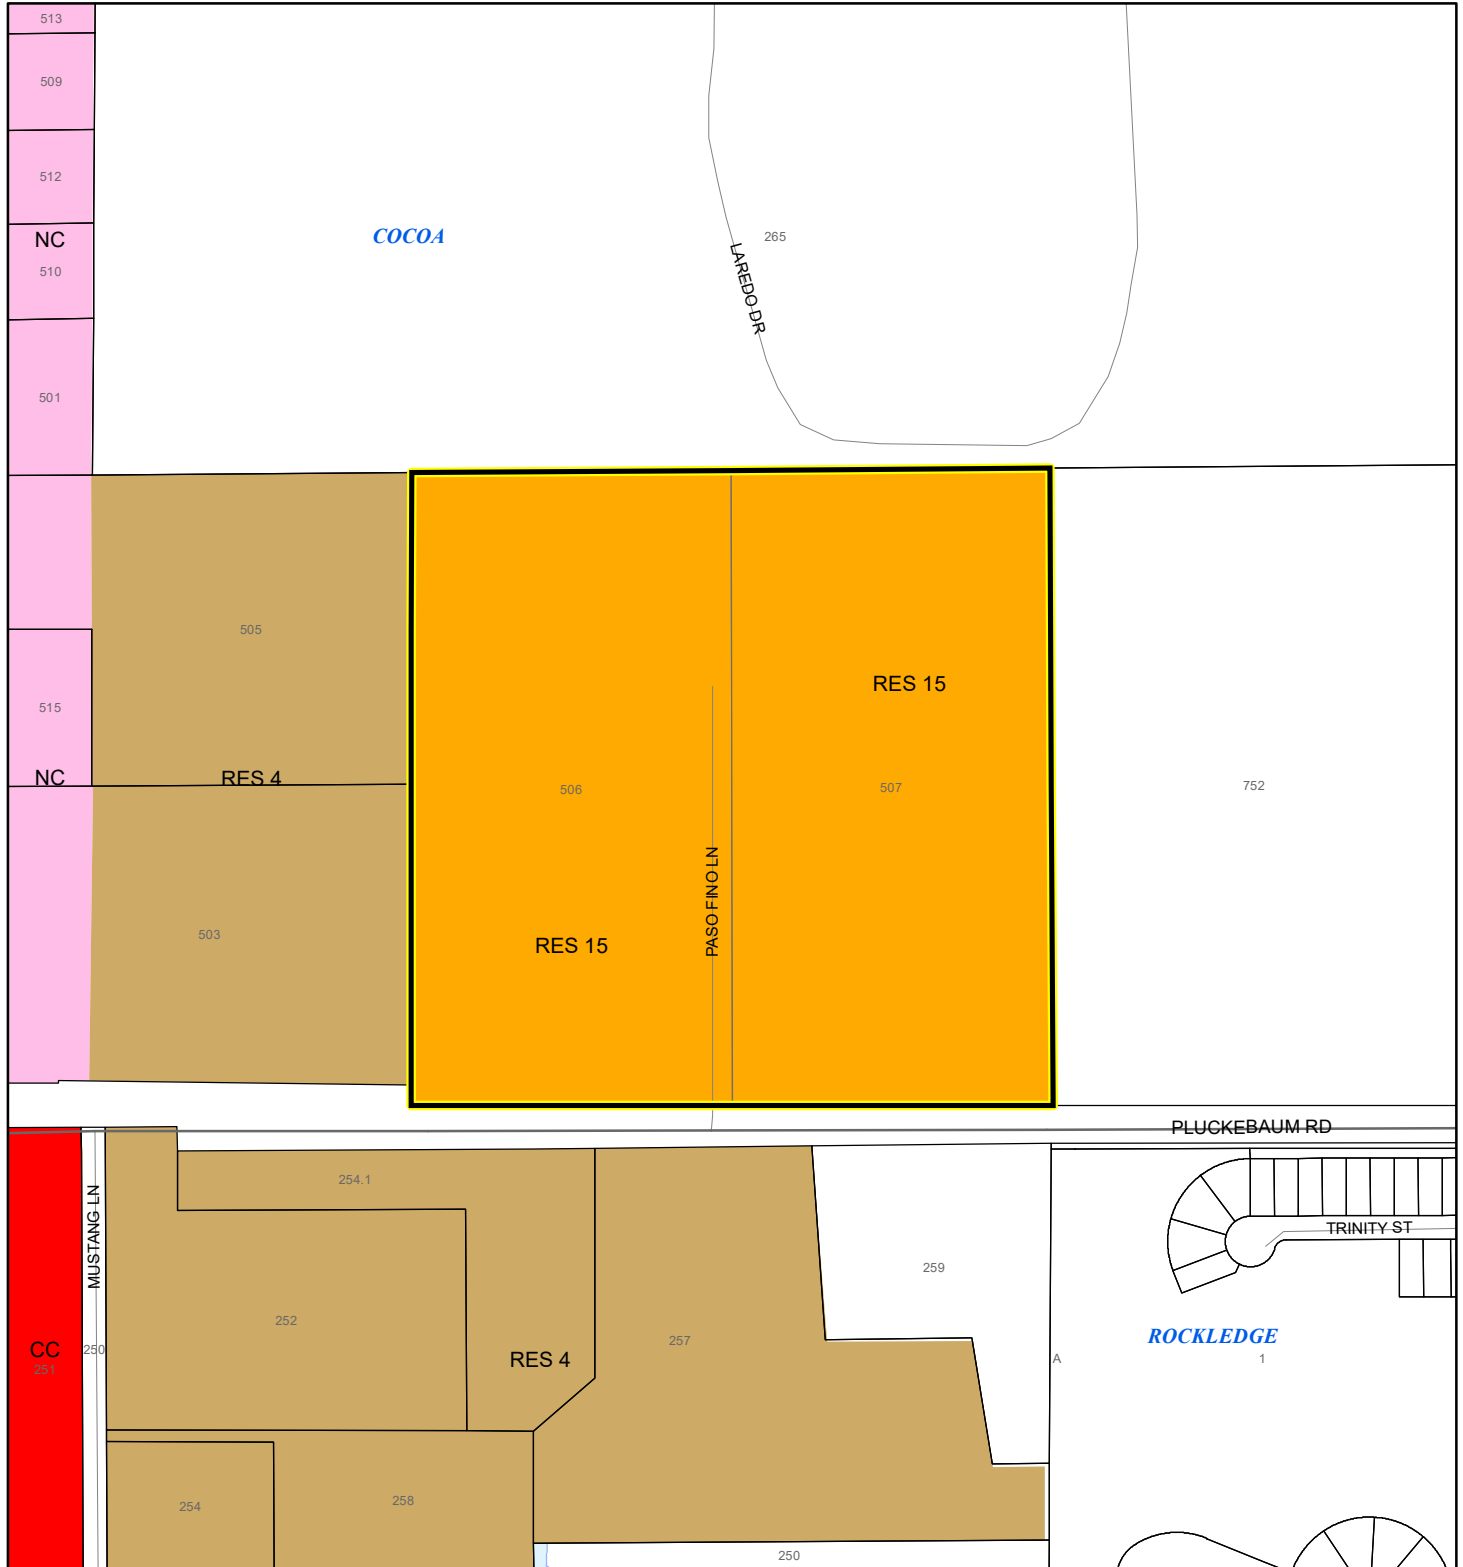 513
509
512
NC
COCOA
265
510
LAREDO DR
501
505
RES 15
515
NC
RES 4
506
507
752
PASO FINO LN
503
RES 15
PLUCKEBAUM RD
254.1
MUSTANG LN
TRINITY ST
259
252
257
ROCKLEDGE
CC
250
RES 4
A
1
251
254
258
250